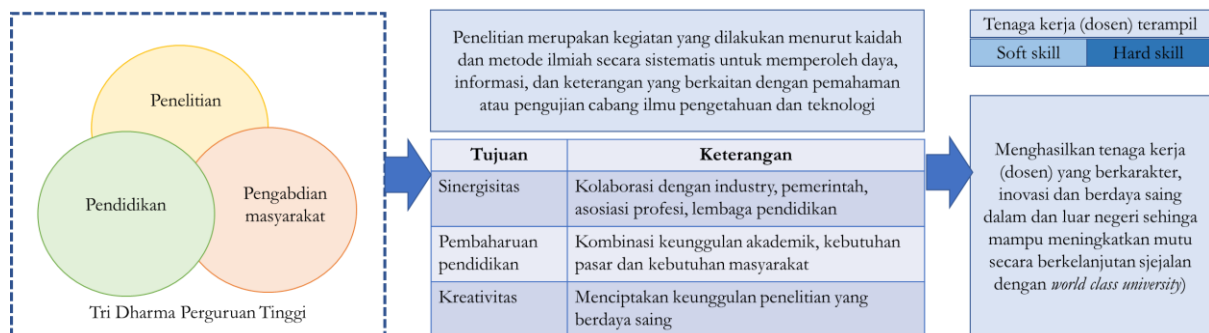 Penelitian
Pendidikan
Pengabdian
masyarakat
Tri Dharma Perguruan Tinggi
Penelitian merupakan kegiatan yang dilakukan menurut kaidah
dan metode ilmiah secara sistematis untuk memperoleh daya,
informasi, dan keterangan yang berkaitan dengan pemahaman
atau pengujian cabang ilmu pengetahuan dan teknologi
Tujuan Keterangan
Sinergisitas Kolaborasi dengan industry, pemerintah,
asosiasi profesi, lembaga pendidikan
Pembaharuan Kombinasi keunggulan akademik, kebutuhan
pendidikan pasar dan kebutuhan masyarakat
Kreativitas Menciptakan keunggulan penelitian yang
berdaya saing
Tenaga kerja (dosen) terampil
Soft skill Hard skill
Menghasilkan tenaga kerja
(dosen) yang berkarakter,
inovasi dan berdaya saing
dalam dan luar negeri sehinga
mampu meningkatkan mutu
secara berkelanjutan sjejalan
dengan world class university)